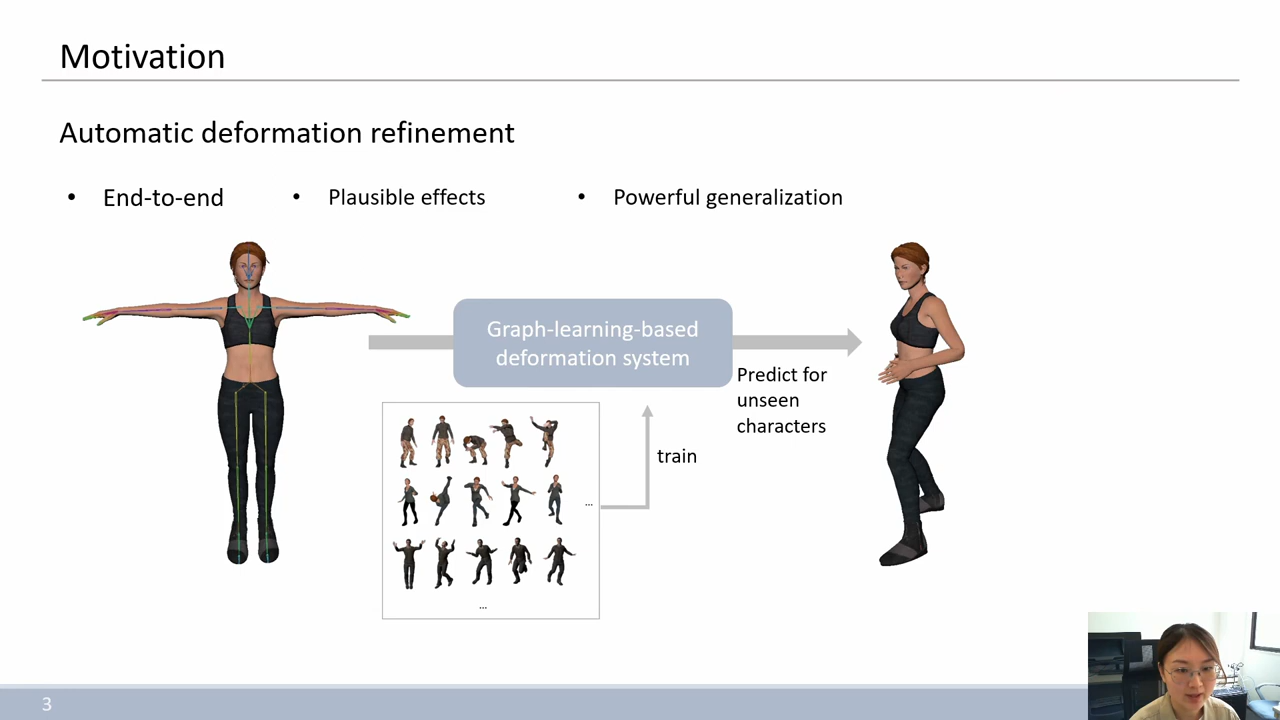 Motivation
Automatic deformation refinement
• End-to-end • Plausible effects • Powerful generalization
Graph-learning-based
deformation system
Predict for
unseen
characters
train
...
...
3